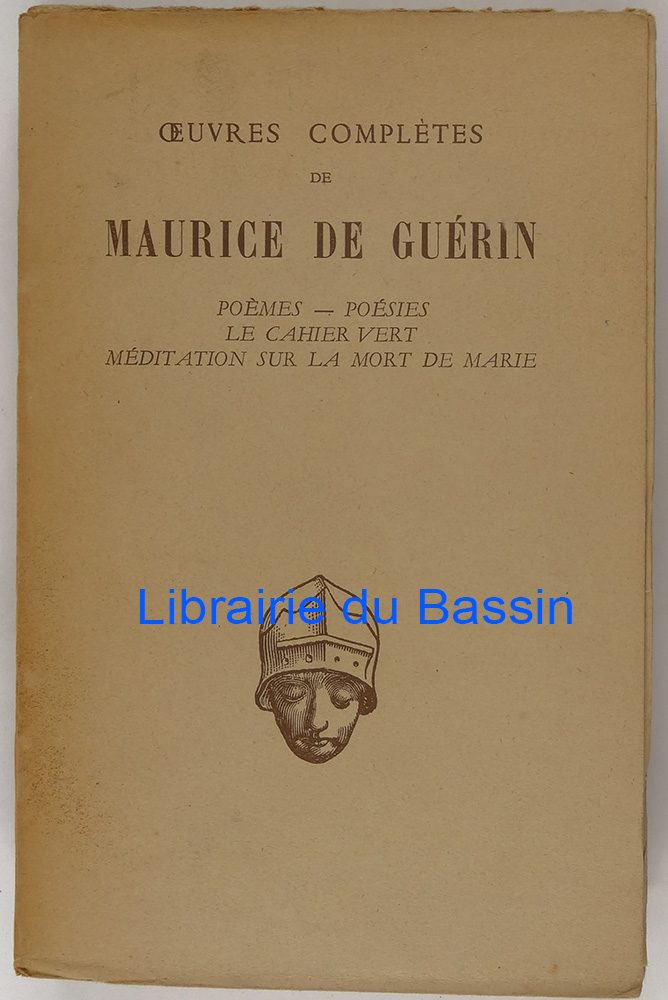 ŒUVRES COMPLÈTES
DE
MAURICE DE GUÉRIN
POÈMES — POÉSIES
LE CAHIER VERT
MÉDITATION SUR LA MORT DE MARIE
Librairie du Bassin